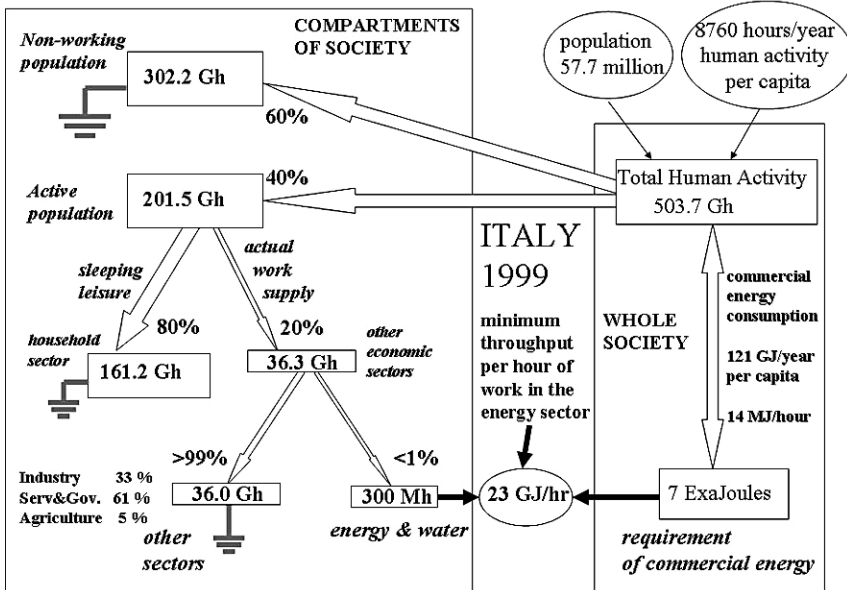 COMPARTMENTS
OF SOCIETY
Non-working
population
302.2 Gh
60%
population
57.7 million
8760 hours/year
human activity
per capita
Total Human Activity
503.7 Gh
40%
Active
population
201.5 Gh
ITALY
1999
sleeping
leisure
actual
work
supply
80%
20%
household
sector
161.2 Gh
36.3 Gh
other
economic
sectors
minimum
throughput
per hour of
work in the
energy sector
WHOLE
SOCIETY
commercial
energy
consumption
121 GJ/year
per capita
14 MJ/hour
>99%
<1%
Industry 33 %
Serv&Gov. 61 %
Agriculture 5 %
36.0 Gh
other
sectors
300 Mh
energy & water
23 GJ/hr
7 ExaJoules
requirement
of commercial energy